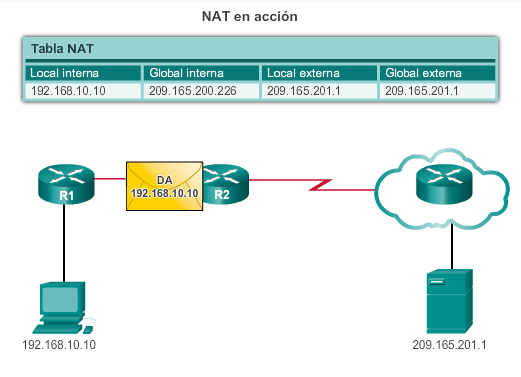 NAT en acción
Tabla NAT
Local interna Global interna Local externa Global externa
192.168.10.10 209.165.200.226 209.165.201.1 209.165.201.1
DA
192.168.10.10
R1
R2
192.168.10.10
209.165.201.1